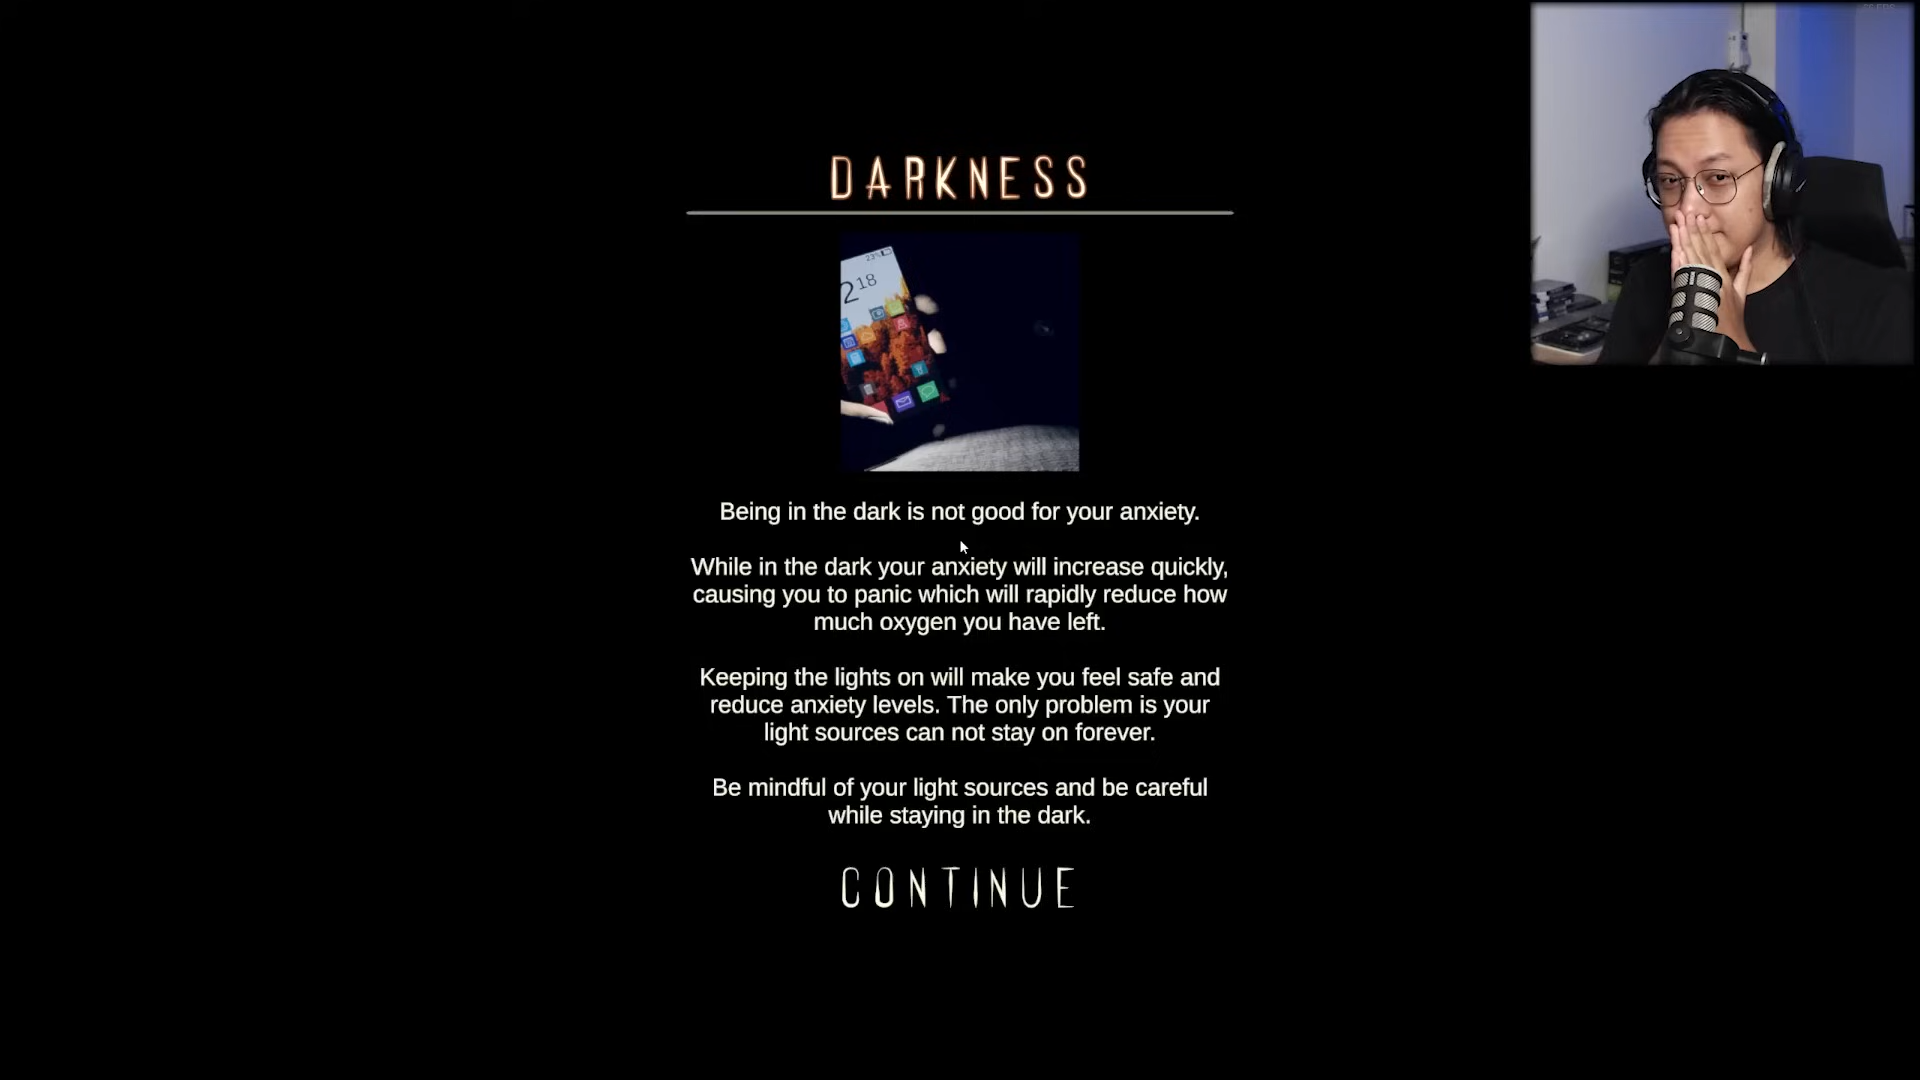 DARKNESS
23%
2 18
Being in the dark is not good for your anxiety.
While in the dark your anxiety will increase quickly,
causing you to panic which will rapidly reduce how
much oxygen you have left.
Keeping the lights on will make you feel safe and
reduce anxiety levels. The only problem is your
light sources can not stay on forever.
Be mindful of your light sources and be careful
while staying in the dark.
CONTINUE